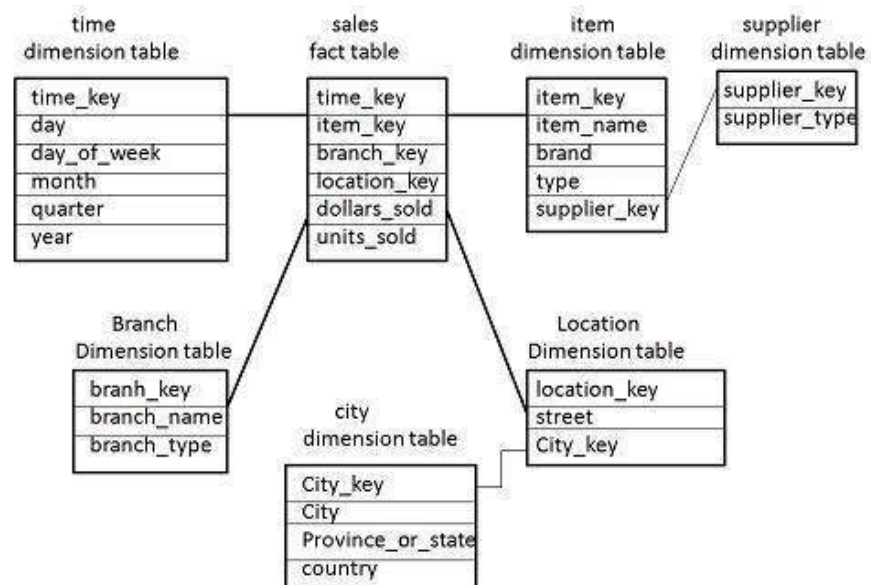 time
dimension table
time_key
day
day_of_week
month
quarter
year
sales
fact table
time_key
item_key
branch_key
location_key
dollars_sold
units_sold
item
dimension table
item_key
item_name
brand
type
supplier_key
supplier
dimension table
supplier_key
supplier_type
Branch
Dimension table
branh_key
branch_name
branch_type
city
dimension table
City_key
City
Province_or_state
country
Location
Dimension table
location_key
street
City_key